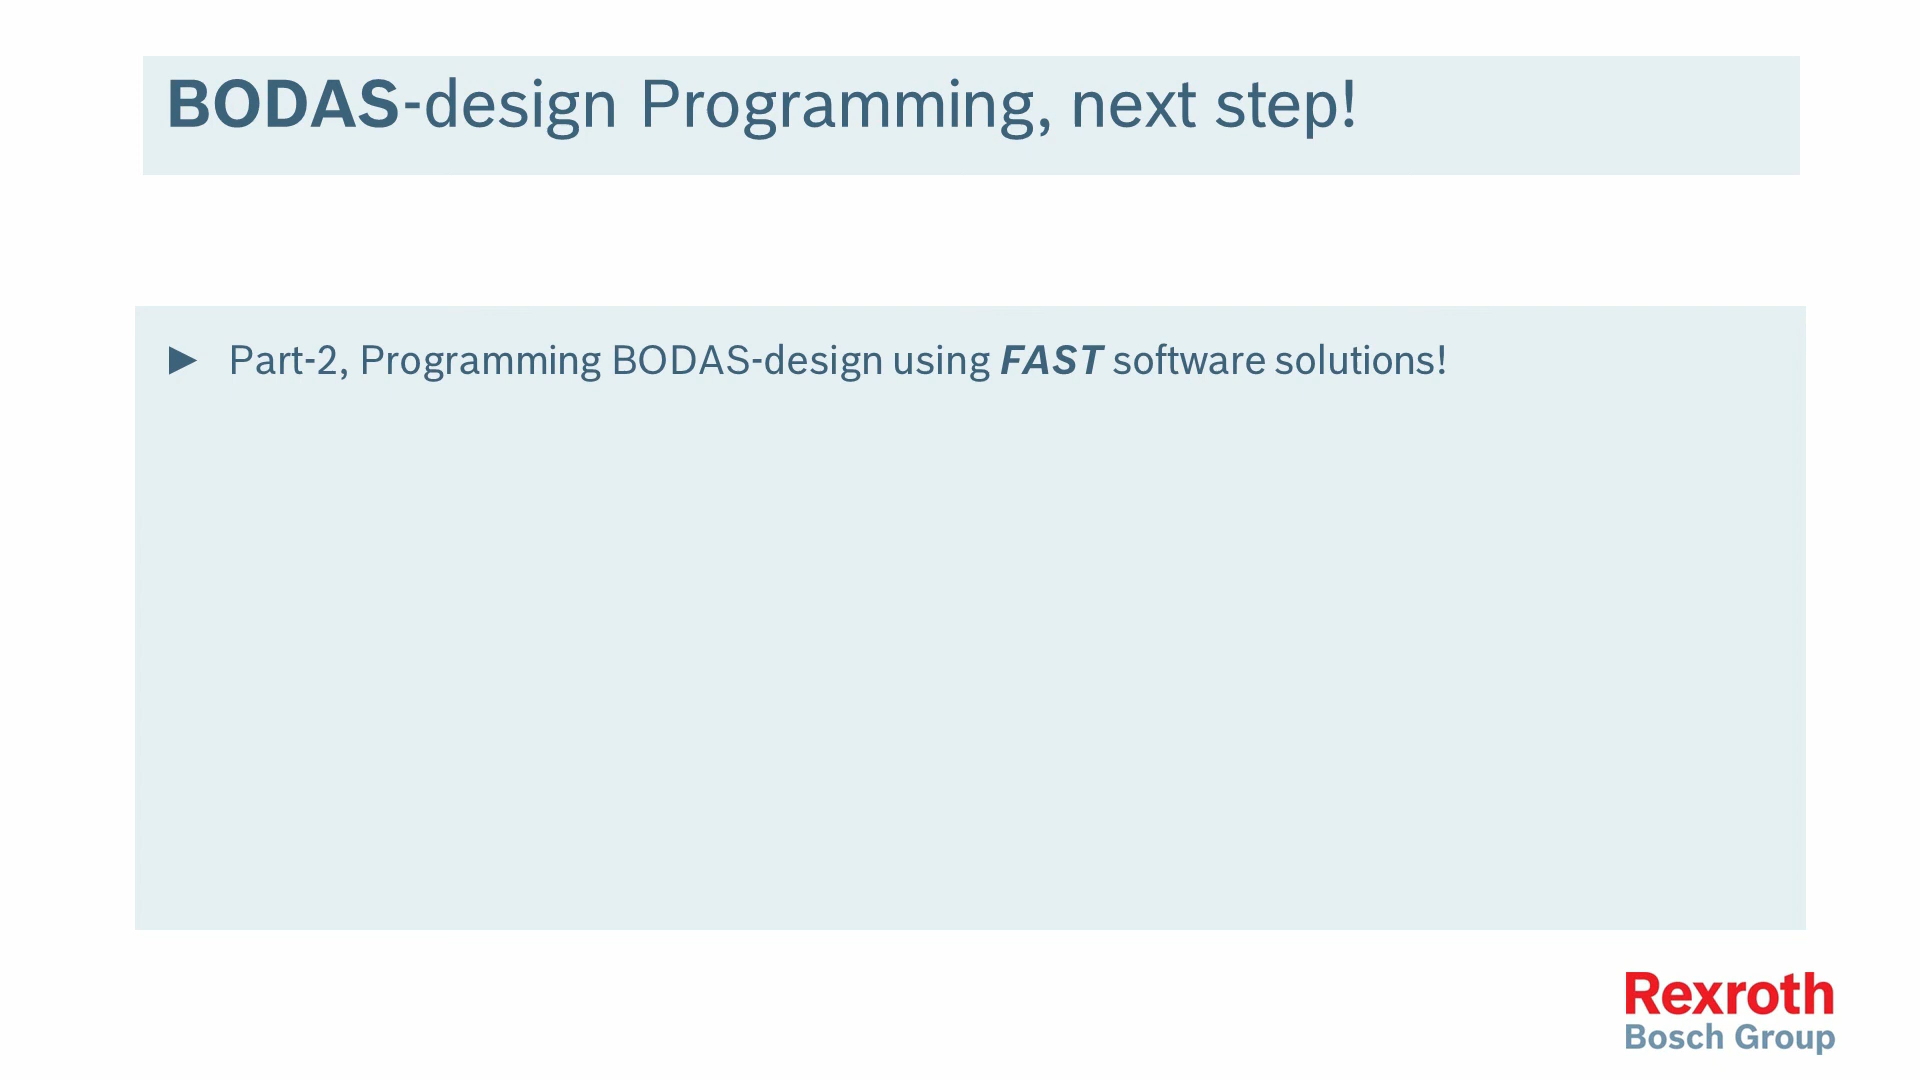 BODAS-design Programming, next step!
► Part-2, Programming BODAS-design using FAST software solutions!
Rexroth
Bosch Group